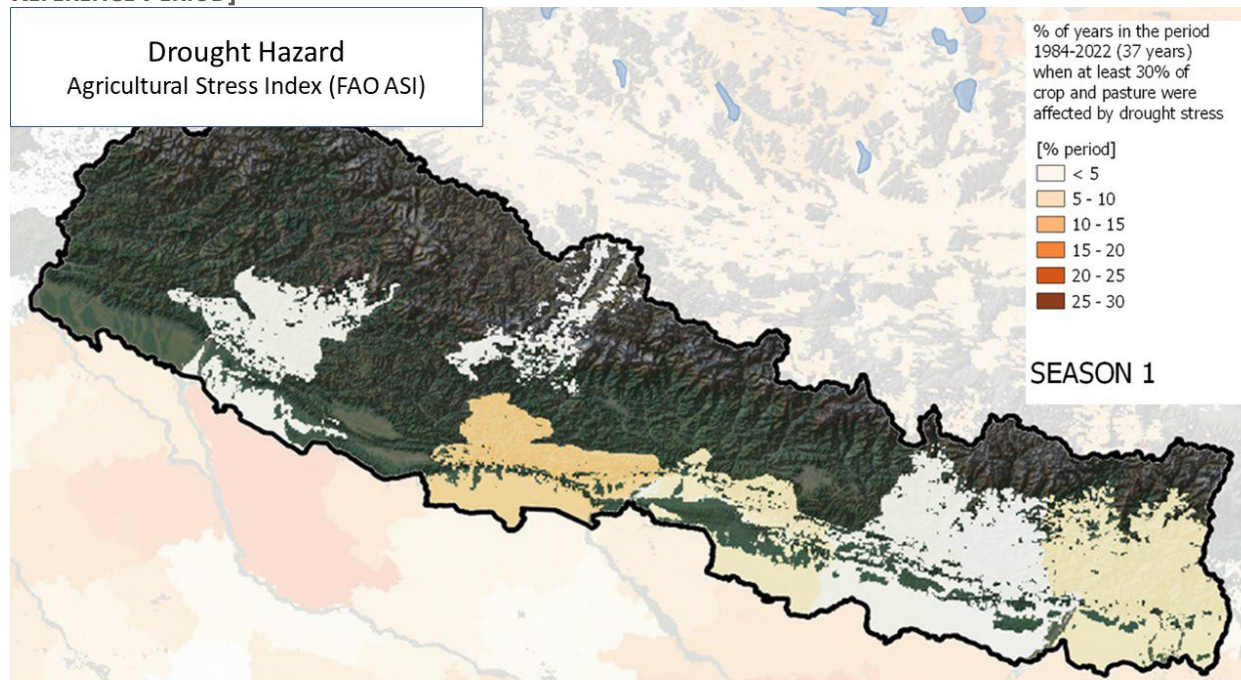 REFERENCE PERIOD]
Drought Hazard
Agricultural Stress Index (FAO ASI)
% of years in the period
1984-2022 (37 years)
when at least 30% of
crop and pasture were
affected by drought stress
[% period]
< 5
5 - 10
10 - 15
15 - 20
20 - 25
25 - 30
SEASON 1